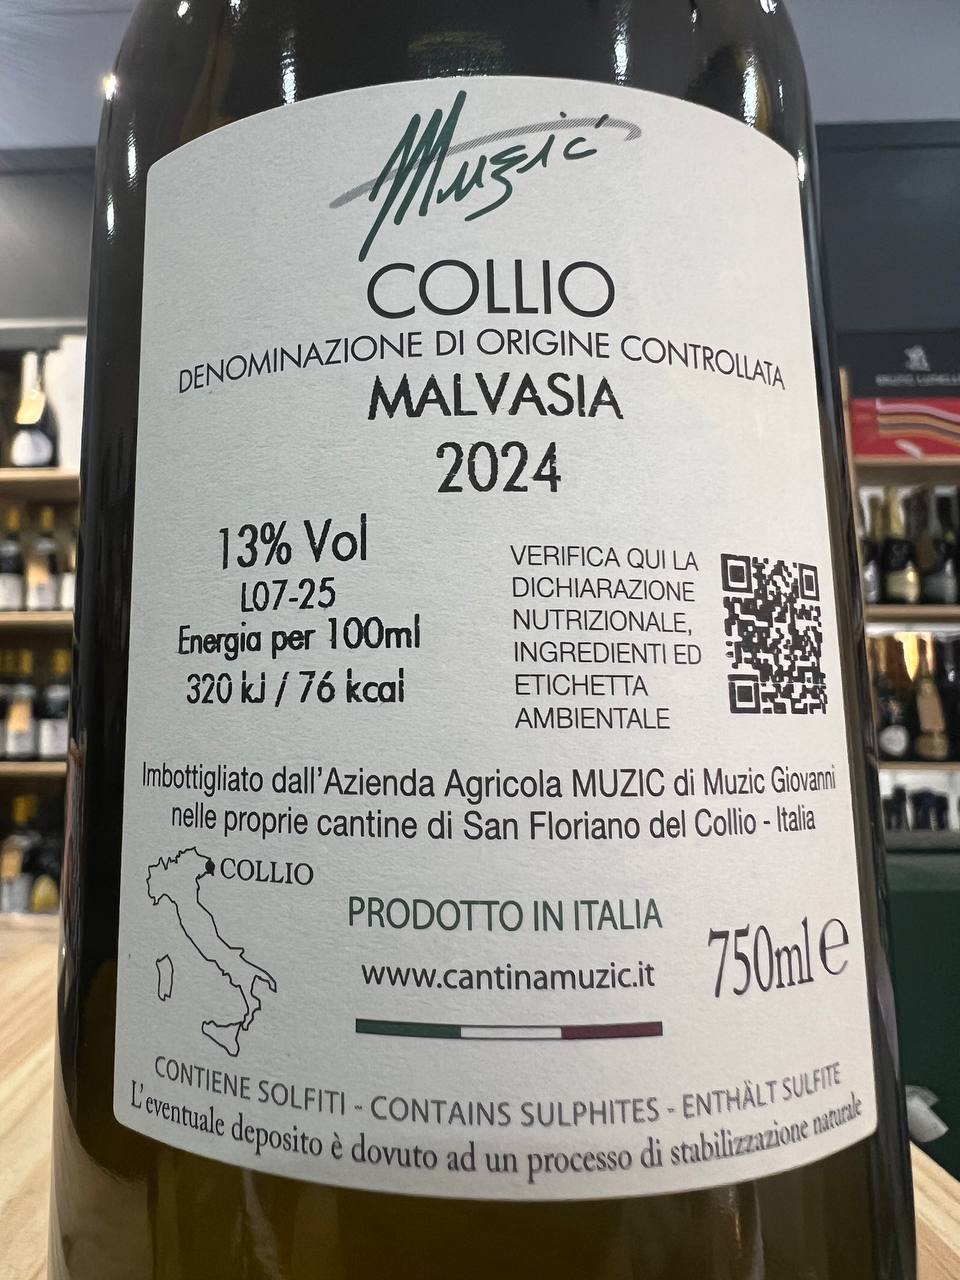 Muzic
COLLIO
DENOMINAZIONE DI ORIGINE CONTROLLATA
MALVASIA
2024
13% Vol
L07-25
Energia per 100ml
320 kJ / 76 kcal
VERIFICA QUI LA
DICHIARAZIONE
NUTRIZIONALE,
INGREDIENTI ED
ETICHETTA
AMBIENTALE
Imbottigliato dall'Azienda Agricola MUZIC di Muzic Giovanni
nelle proprie cantine di San Floriano del Collio - Italia
COLLIO
PRODOTTO IN ITALIA
www.cantinamuzic.it
750ml e
CONTIENE SOLFITI - CONTAINS SULPHITES - ENTHÄLT SULFITE
L'eventuale deposito è dovuto ad un processo di stabilizzazione naturale